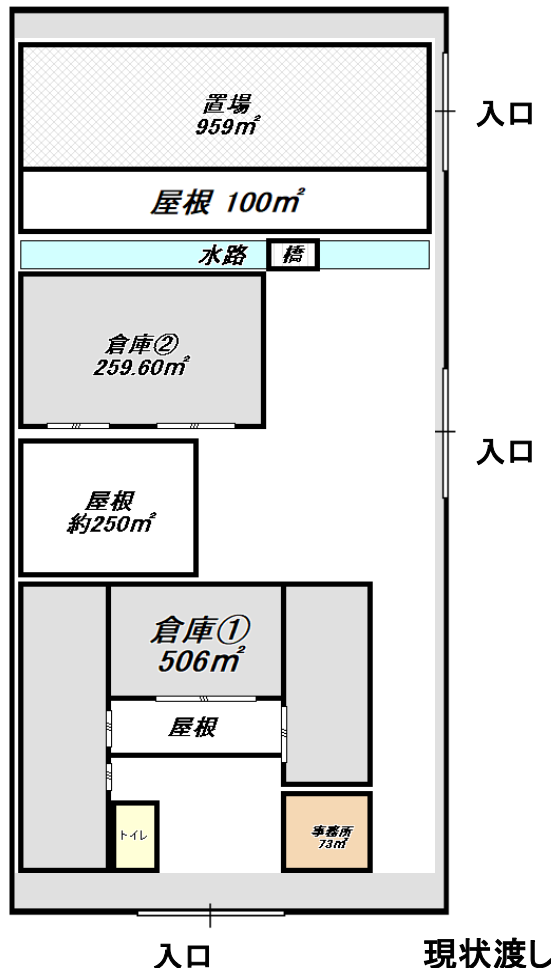 置場
959㎡
入口
屋根 100㎡
水路
橋
倉庫②
259.60㎡
入口
屋根
約250㎡
倉庫①
506㎡
屋根
トイレ
事務所
73㎡
入口
現状渡し